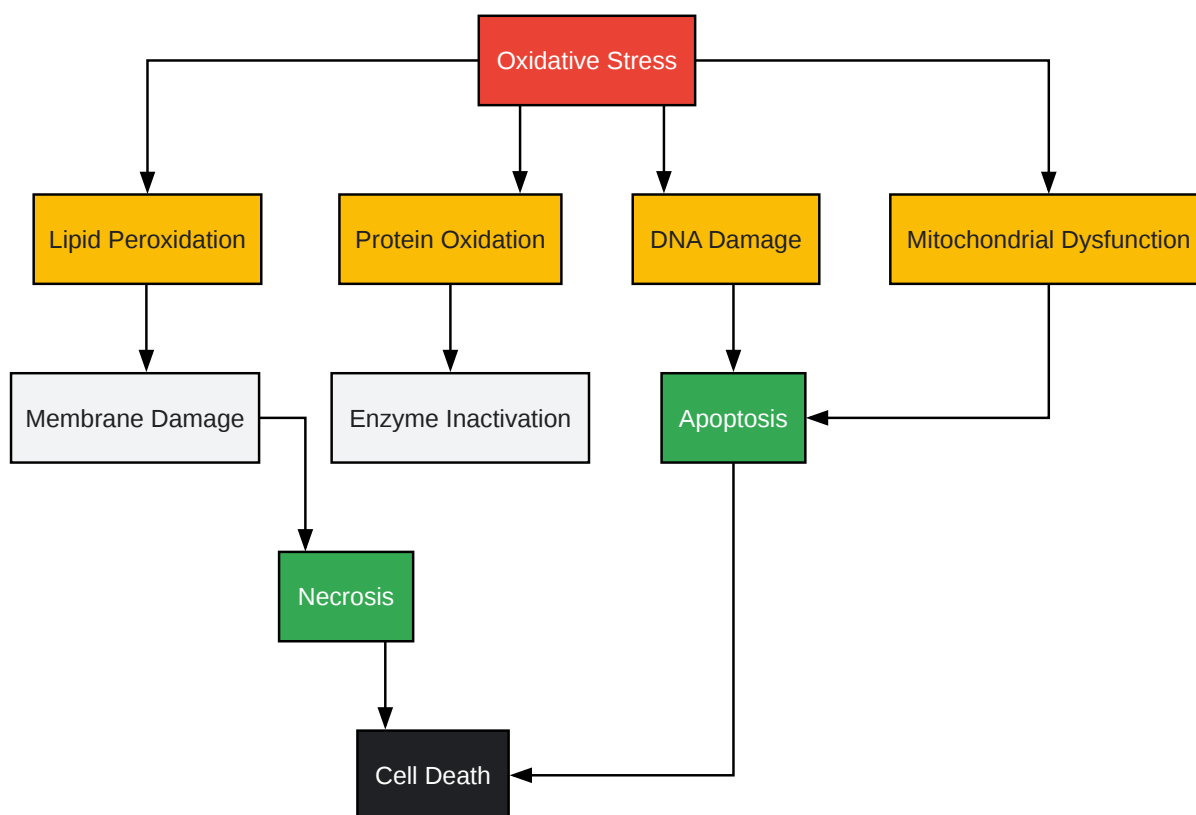 Oxidative Stress
Lipid Peroxidation
Protein Oxidation
DNA Damage
Mitochondrial Dysfunction
Membrane Damage
Enzyme Inactivation
Apoptosis
Necrosis
Cell Death